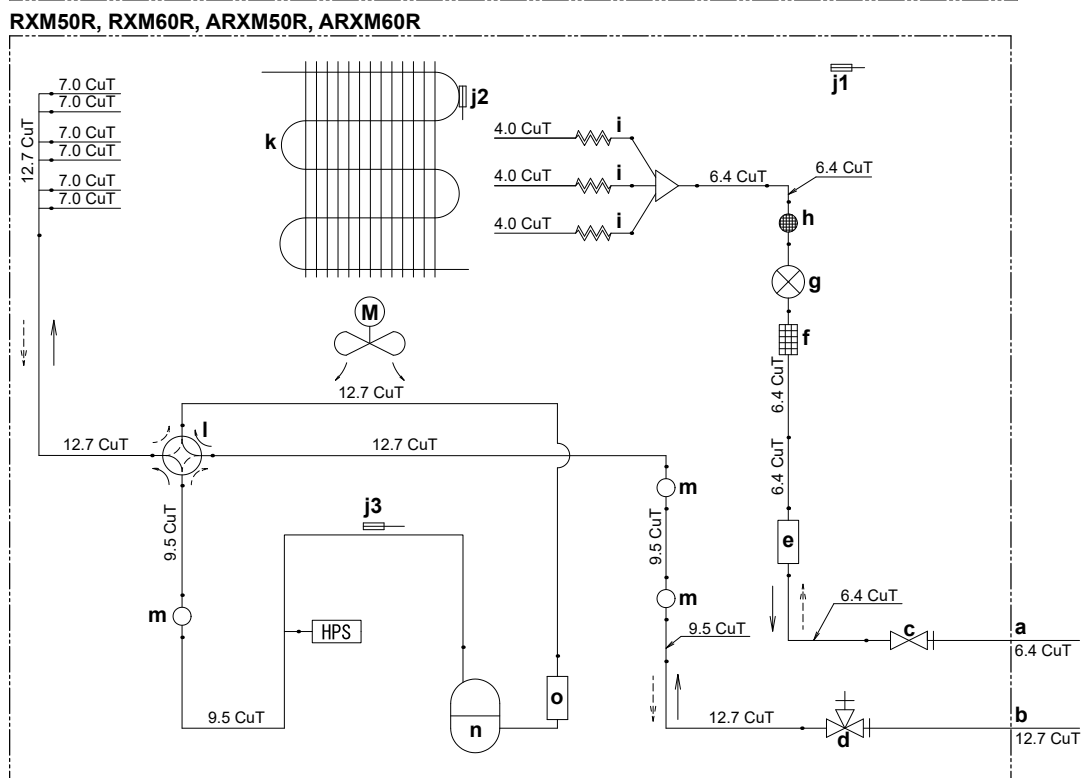 RXM50R, RXM60R, ARXM50R, ARXM60R
7.0 CuT
7.0 CuT
7.0 CuT
7.0 CuT
7.0 CuT
7.0 CuT
12.7 CuT
k
j2
j1
4.0 CuT
i
4.0 CuT
i
4.0 CuT
i
6.4 CuT
6.4 CuT
h
g
f
M
6.4 CuT
12.7 CuT
12.7 CuT
l
12.7 CuT
6.4 CuT
m
j3
9.5 CuT
9.5 CuT
e
m
m
HPS
6.4 CuT
9.5 CuT
c
a
6.4 CuT
9.5 CuT
n
o
12.7 CuT
d
b
12.7 CuT